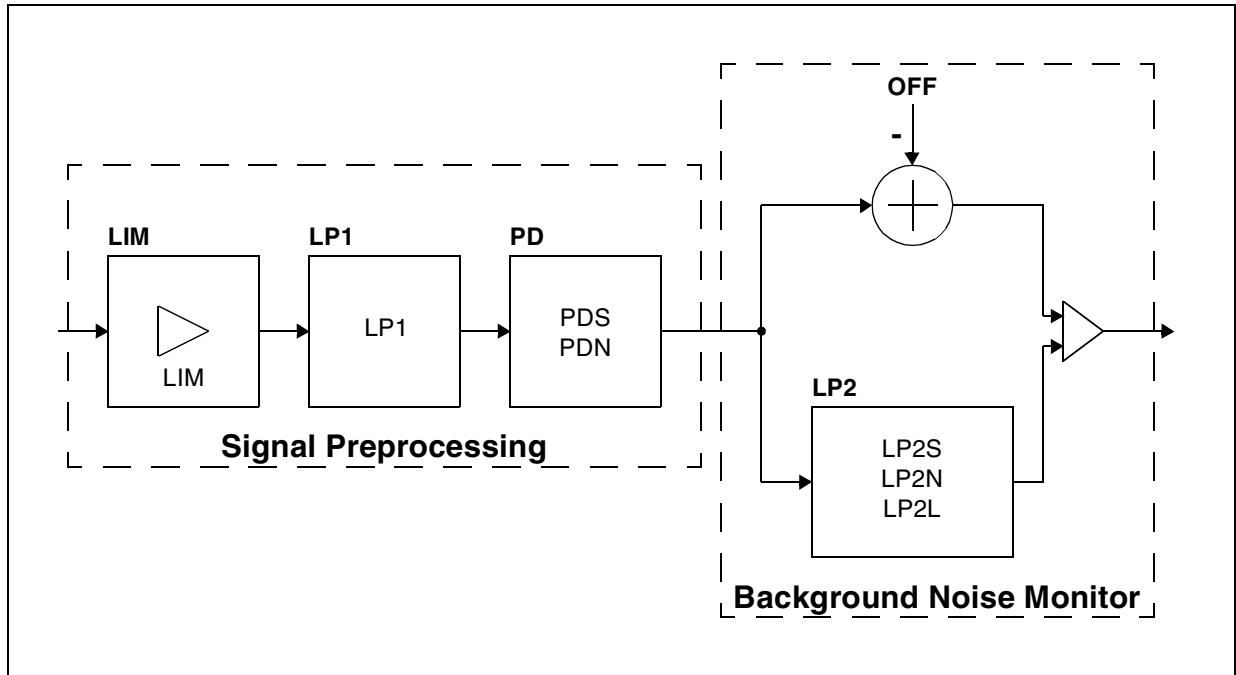 OFF
-
LIM
LIM
LP1
LP1
PD
PDS
PDN
Signal Preprocessing
LP2
LP2S
LP2N
LP2L
Background Noise Monitor